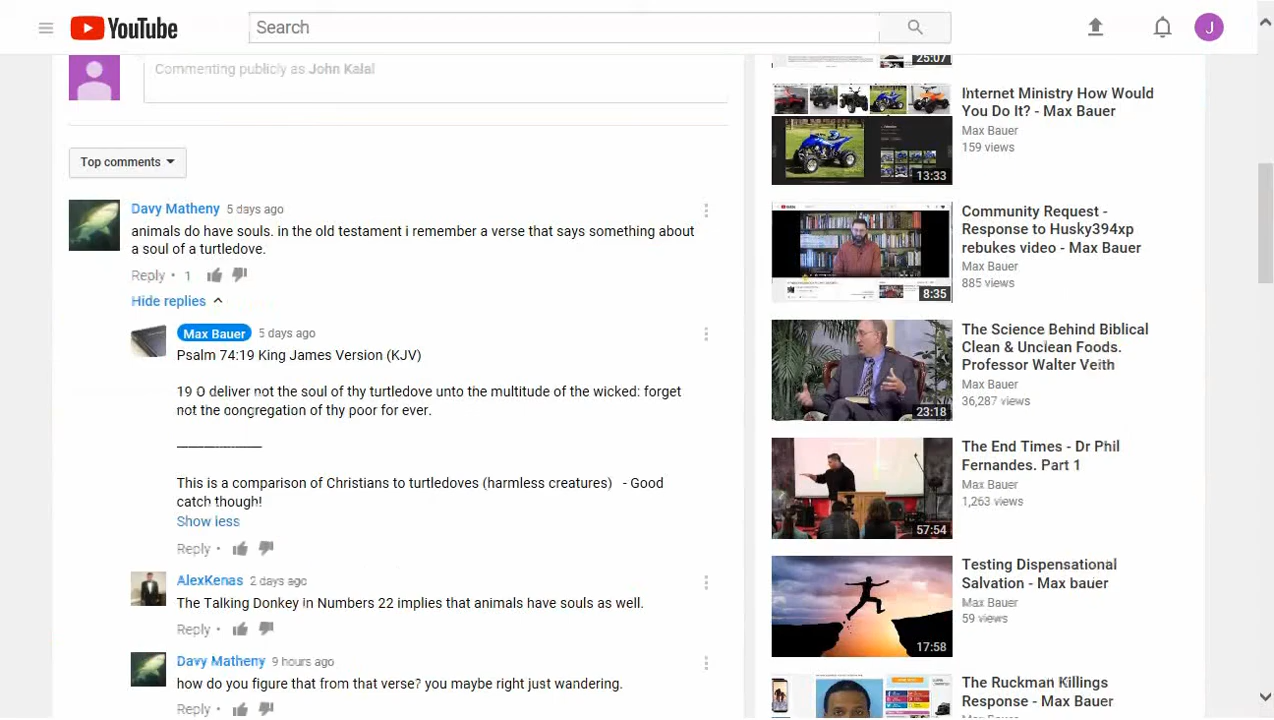 YouTube
Search
J
Commenting publicly as John Kalal
Top comments
Davy Matheny 5 days ago
animals do have souls. in the old testament i remember a verse that says something about
a soul of a turtledove.
Reply • 1
Hide replies
Max Bauer 5 days ago
Psalm 74:19 King James Version (KJV)
19 O deliver not the soul of thy turtledove unto the multitude of the wicked: forget
not the congregation of thy poor for ever.
This is a comparison of Christians to turtledoves (harmless creatures) - Good
catch though!
Show less
Reply •
AlexKenas 2 days ago
The Talking Donkey in Numbers 22 implies that animals have souls as well.
Reply •
Davy Matheny 9 hours ago
how do you figure that from that verse? you maybe right just wandering.
Reply •
25:07
Internet Ministry How Would
You Do It? - Max Bauer
Max Bauer
159 views
13:33
Community Request -
Response to Husky394xp
rebukes video - Max Bauer
Max Bauer
885 views
8:35
The Science Behind Biblical
Clean & Unclean Foods.
Professor Walter Veith
Max Bauer
36,287 views
23:18
The End Times - Dr Phil
Fernandes. Part 1
Max Bauer
1,263 views
57:54
Testing Dispensational
Salvation - Max bauer
Max Bauer
59 views
17:58
The Ruckman Killings
Response - Max Bauer